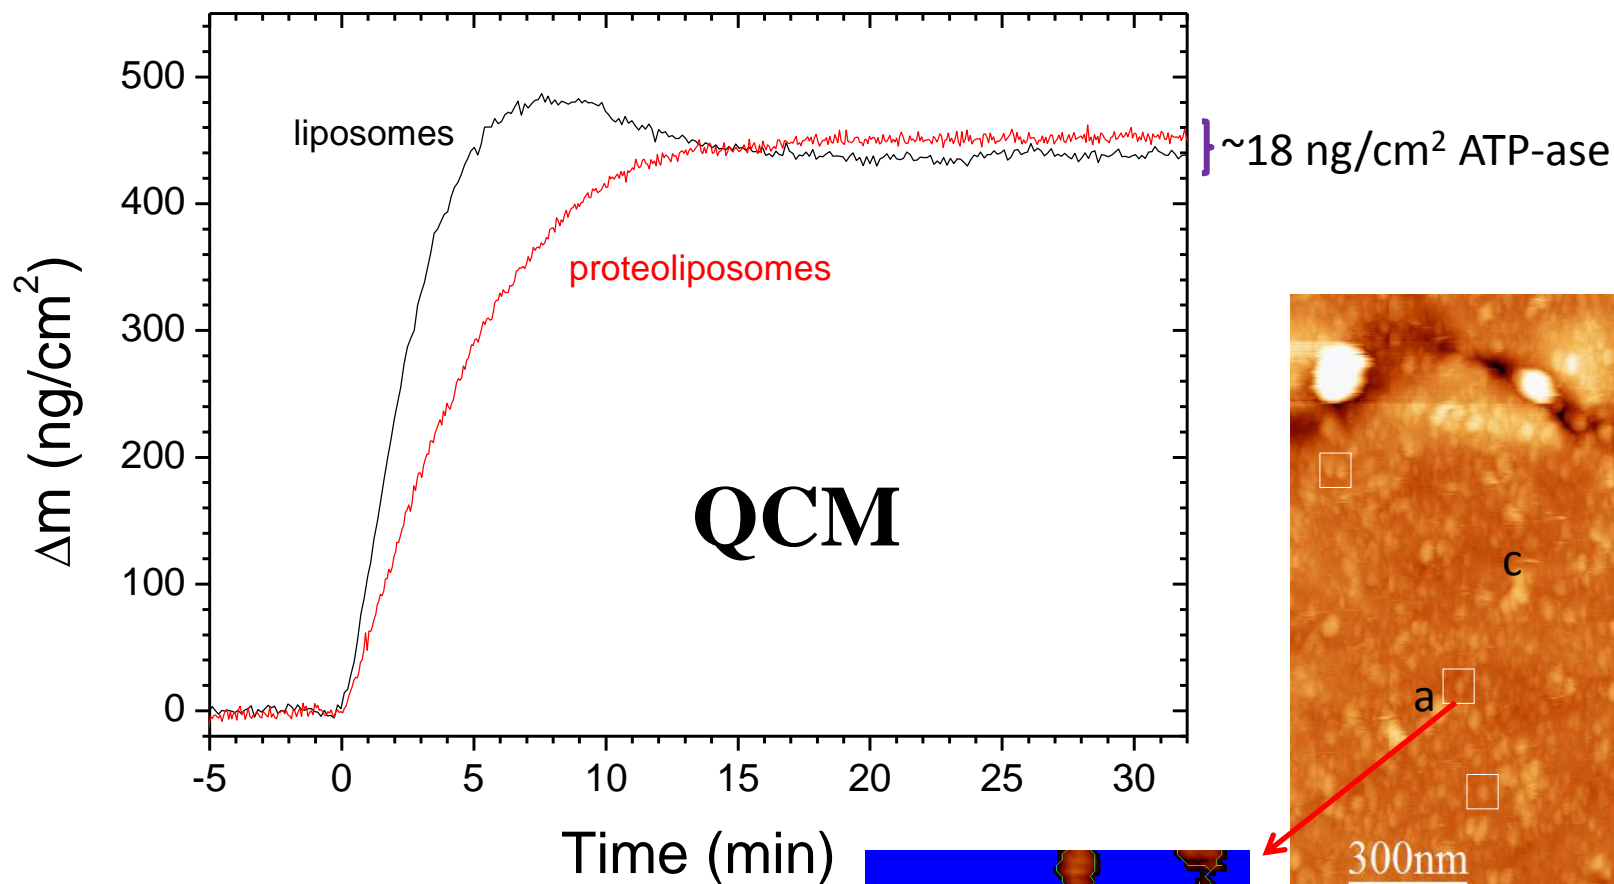 500
400
300
200
100
0
Δm (ng/cm²)
liposomes
proteoliposomes
QCM
~18 ng/cm² ATP-ase
-5 0 5 10 15 20 25 30
Time (min)
c
a
300nm